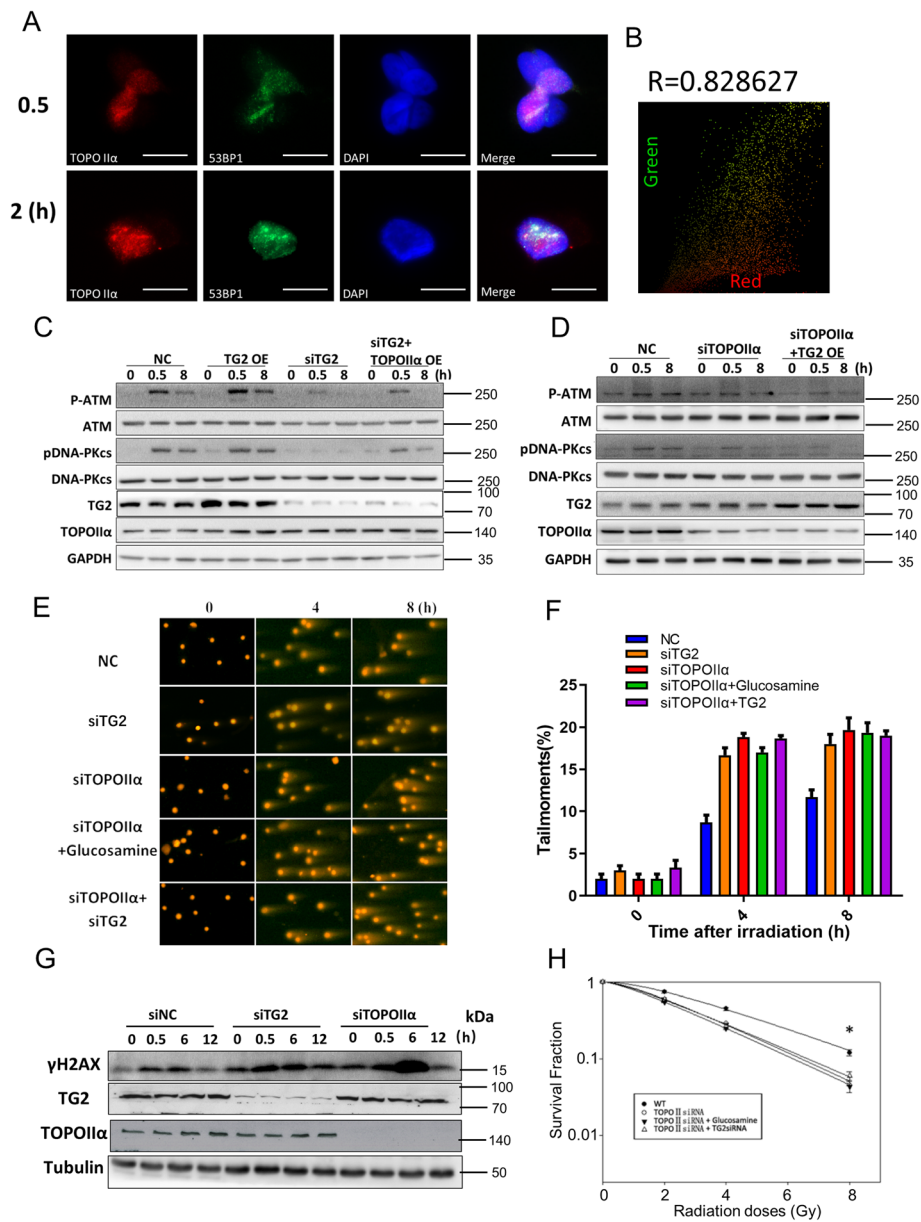 A
0.5
TOPO IIα
53BP1
DAPI
Merge
2 (h)
TOPO IIα
53BP1
DAPI
Merge
B
R=0.828627
Green
Red
C
NC
TG2 OE
siTG2
siTG2+
TOPOIIα OE
0 0.5 8 0 0.5 8 0 0.5 8 0 0.5 8 (h)
P-ATM 250
ATM 250
pDNA-PKcs 250
DNA-PKcs 250
100
TG2 70
TOPOIIα 140
GAPDH 35
D
NC
siTOPOIIα
siTOPOIIα
+TG2 OE
0 0.5 8 0 0.5 8 0 0.5 8 (h)
P-ATM 250
ATM 250
pDNA-PKcs 250
DNA-PKcs 250
100
TG2 70
TOPOIIα 140
GAPDH 35
E
0 4 8 (h)
NC
siTG2
siTOPOIIα
siTOPOIIα
+Glucosamine
siTOPOIIα+
siTG2
F
NC
siTG2
siTOPOIIα
siTOPOIIα+Glucosamine
siTOPOIIα+TG2
Tailmoments(%)
25
20
15
10
5
0
0 4 8
Time after irradiation (h)
G
siNC siTG2 siTOPOIIα kDa
0 0.5 6 12 0 0.5 6 12 0 0.5 6 12 (h)
γH2AX 15
100
TG2 70
TOPOIIα 140
Tubulin 50
H
Survival Fraction
1
0.1
0.01
*
WT
TOPO II siRNA
TOPO II siRNA + Glucosamine
TOPO II siRNA + TG2siRNA
0 2 4 6 8
Radiation doses (Gy)